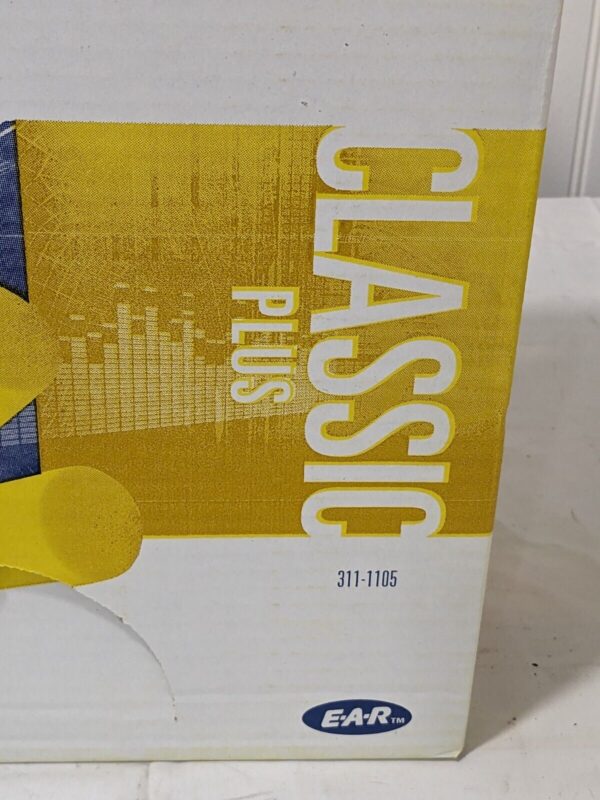 CLASSIC
PLUS
311-1105
E·A·R™